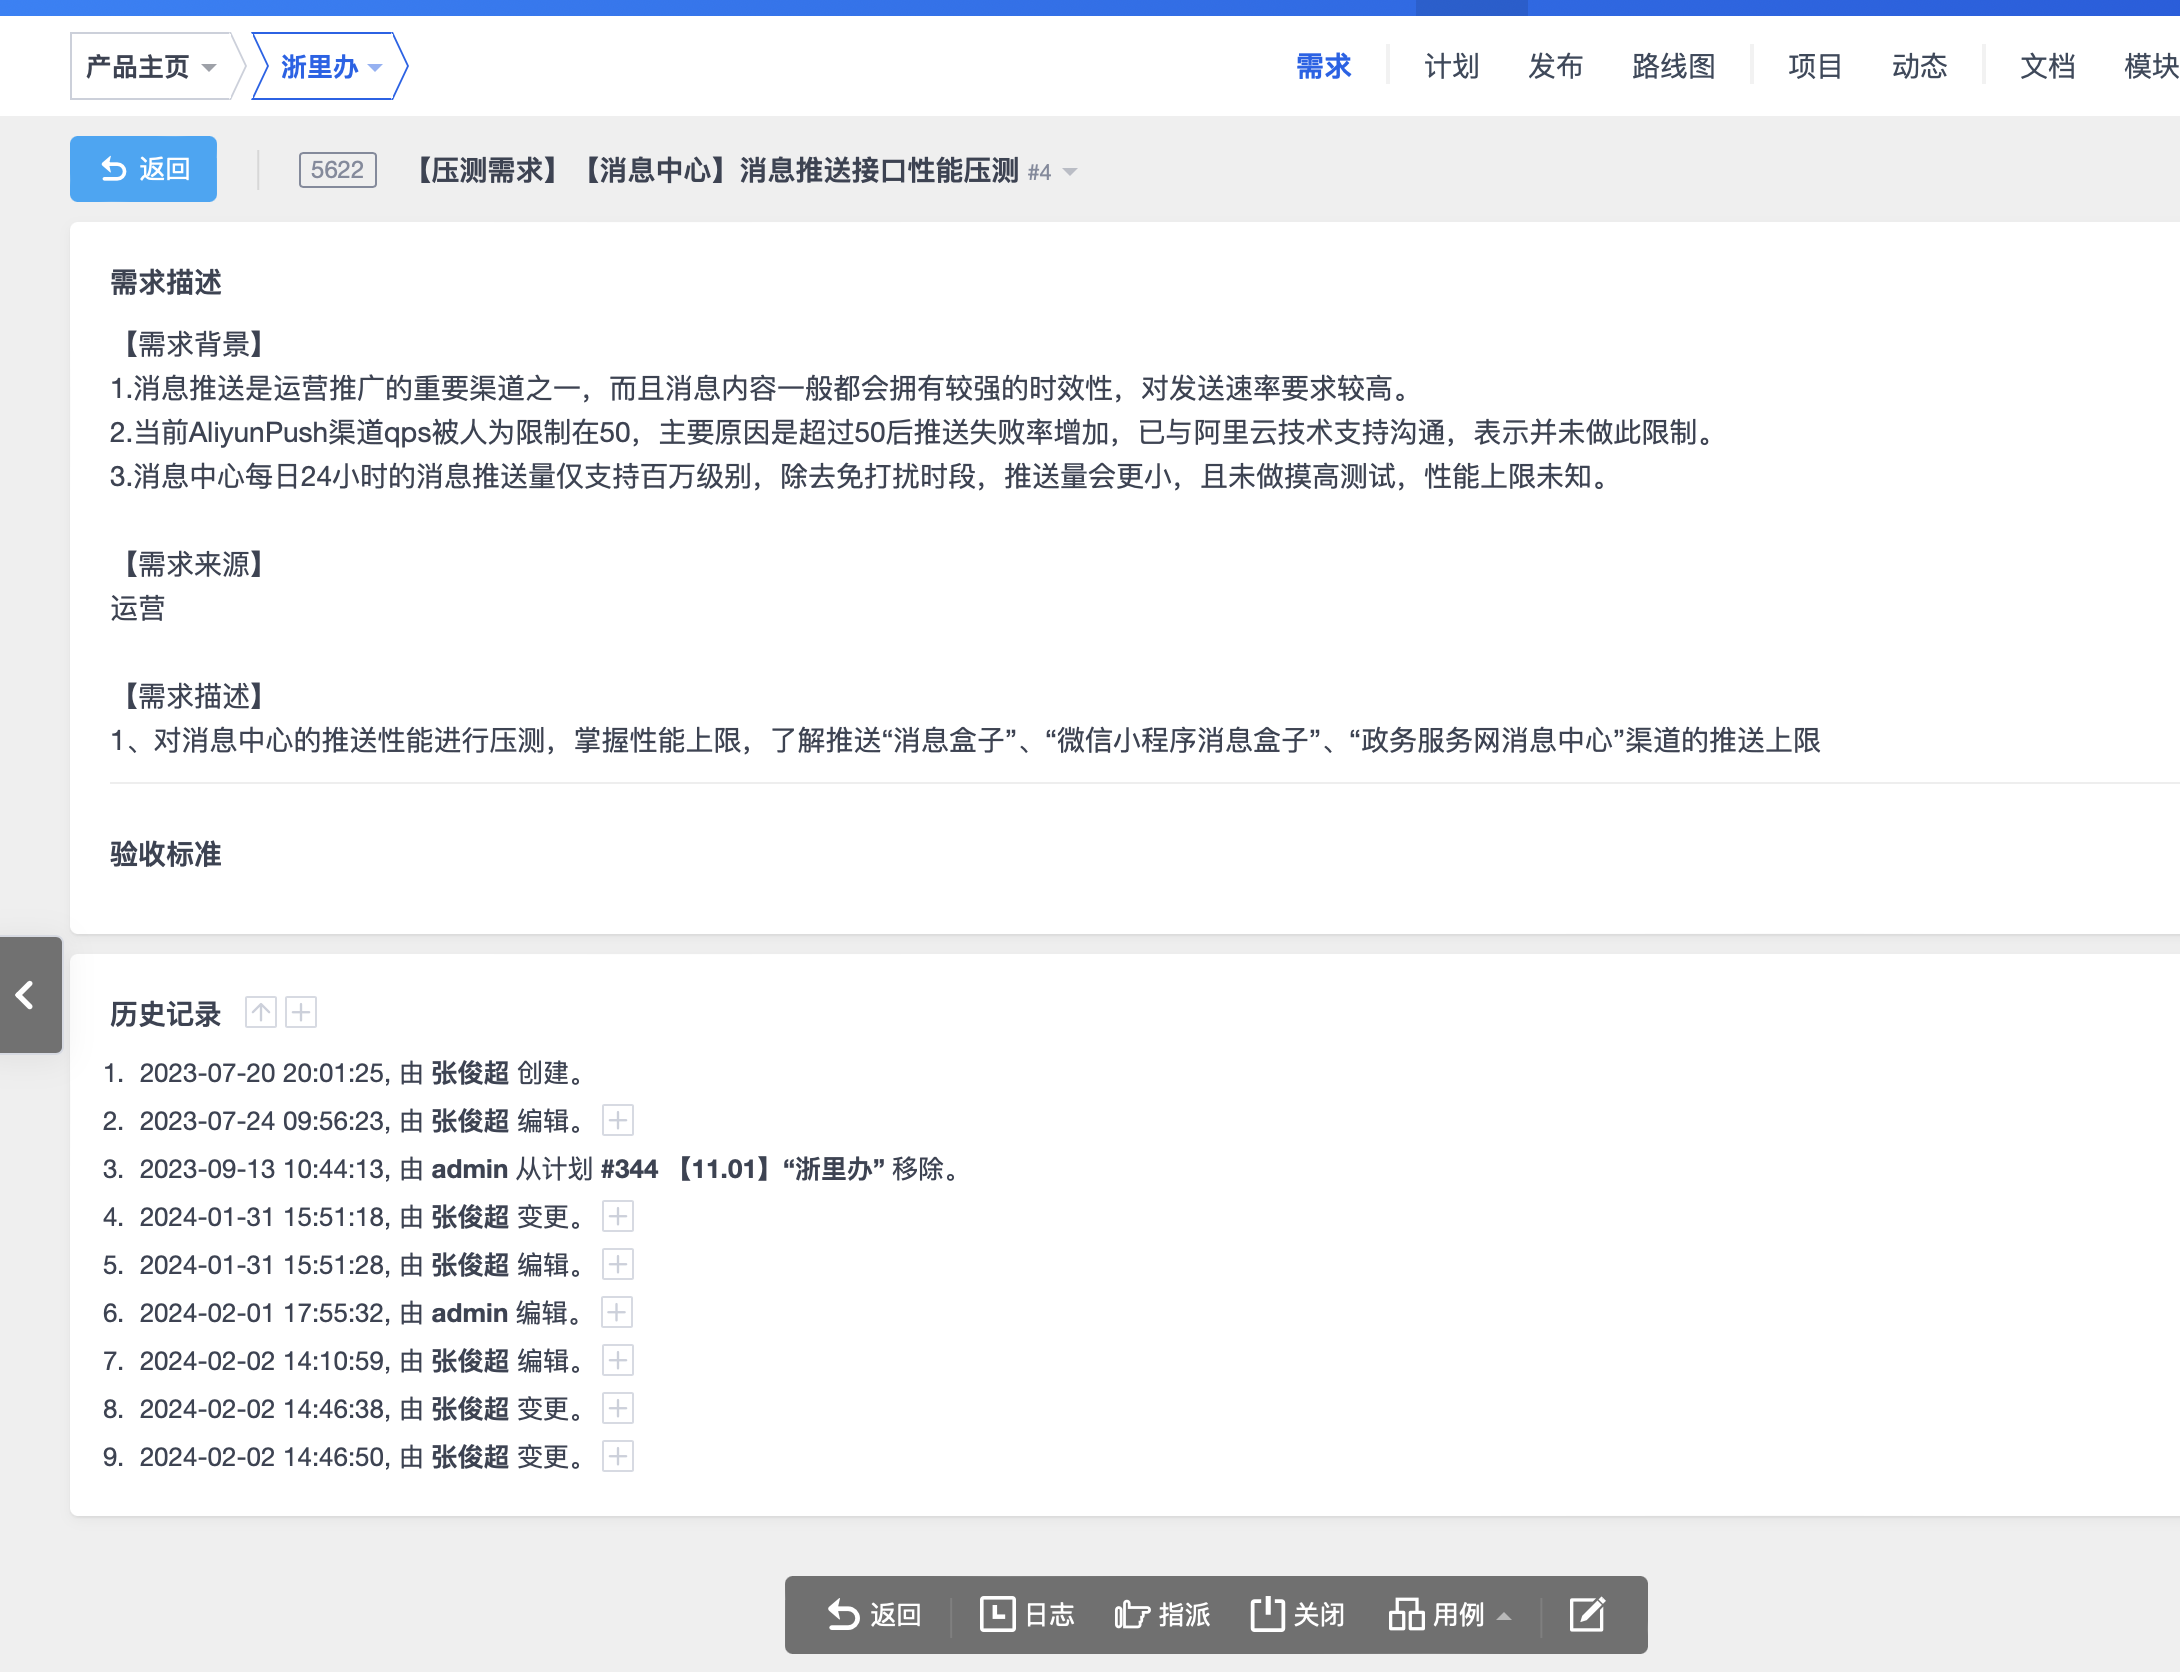 产品主页
浙里办
需求
计划
发布
路线图
项目
动态
文档
模块
返回
5622
【压测需求】【消息中心】消息推送接口性能压测 #4
需求描述
【需求背景】
1.消息推送是运营推广的重要渠道之一，而且消息内容一般都会拥有较强的时效性，对发送速率要求较高。
2.当前AliyunPush渠道qps被人为限制在50，主要原因是超过50后推送失败率增加，已与阿里云技术支持沟通，表示并未做此限制。
3.消息中心每日24小时的消息推送量仅支持百万级别，除去免打扰时段，推送量会更小，且未做摸高测试，性能上限未知。
【需求来源】
运营
【需求描述】
1、对消息中心的推送性能进行压测，掌握性能上限，了解推送“消息盒子”、“微信小程序消息盒子”、“政务服务网消息中心”渠道的推送上限
验收标准
历史记录
1. 2023-07-20 20:01:25, 由 张俊超 创建。
2. 2023-07-24 09:56:23, 由 张俊超 编辑。
3. 2023-09-13 10:44:13, 由 admin 从计划 #344 【11.01】“浙里办” 移除。
4. 2024-01-31 15:51:18, 由 张俊超 变更。
5. 2024-01-31 15:51:28, 由 张俊超 编辑。
6. 2024-02-01 17:55:32, 由 admin 编辑。
7. 2024-02-02 14:10:59, 由 张俊超 编辑。
8. 2024-02-02 14:46:38, 由 张俊超 变更。
9. 2024-02-02 14:46:50, 由 张俊超 变更。
返回
日志
指派
关闭
用例